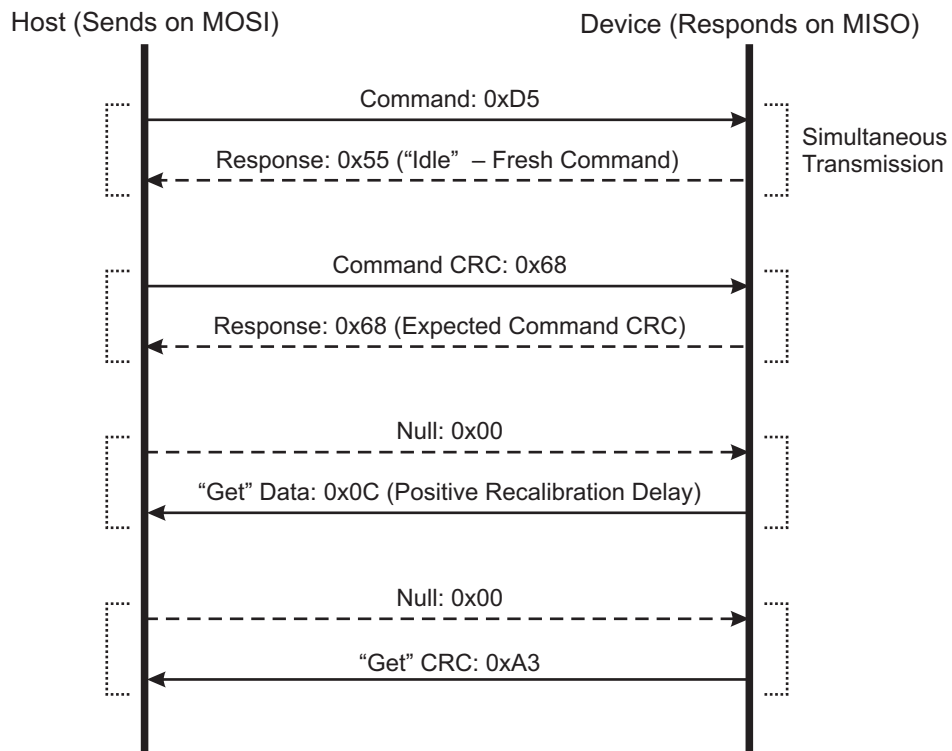 Host (Sends on MOSI)
Device (Responds on MISO)
Command: 0xD5
Response: 0x55 (“Idle” – Fresh Command)
Simultaneous
Transmission
Command CRC: 0x68
Response: 0x68 (Expected Command CRC)
Null: 0x00
“Get” Data: 0x0C (Positive Recalibration Delay)
Null: 0x00
“Get” CRC: 0xA3